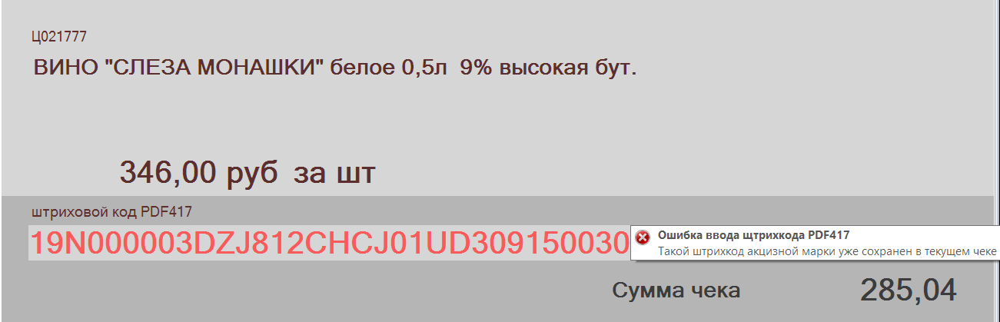 Ц021777
ВИНО "СЛЕЗА МОНАШКИ" белое 0,5л 9% высокая бут.
346,00 руб за шт
штриховой код PDF417
19N000003DZJ812CHCJ01UD309150030
Ошибка ввода щтрихкода PDF417
Такой штрихкод акцизной марки уже сохранен в текущем чеке
Сумма чека 285,04